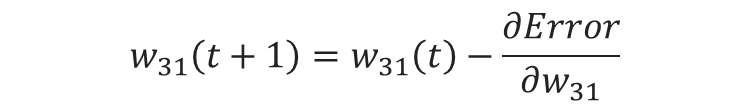 w₃₁(t + 1) = w₃₁(t) − ∂Error/∂w₃₁